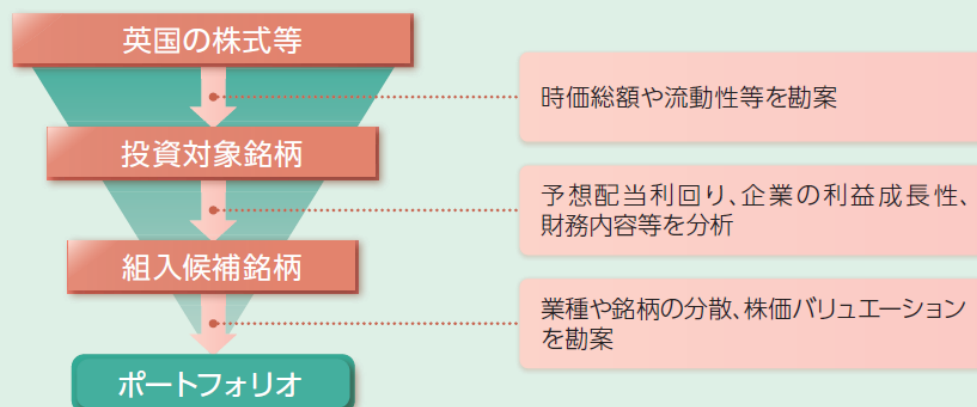 英国の株式等
時価総額や流動性等を勘案
投資対象銘柄
予想配当利回り、企業の利益成長性、
財務内容等を分析
組入候補銘柄
業種や銘柄の分散、株価バリュエーション
を勘案
ポートフォリオ